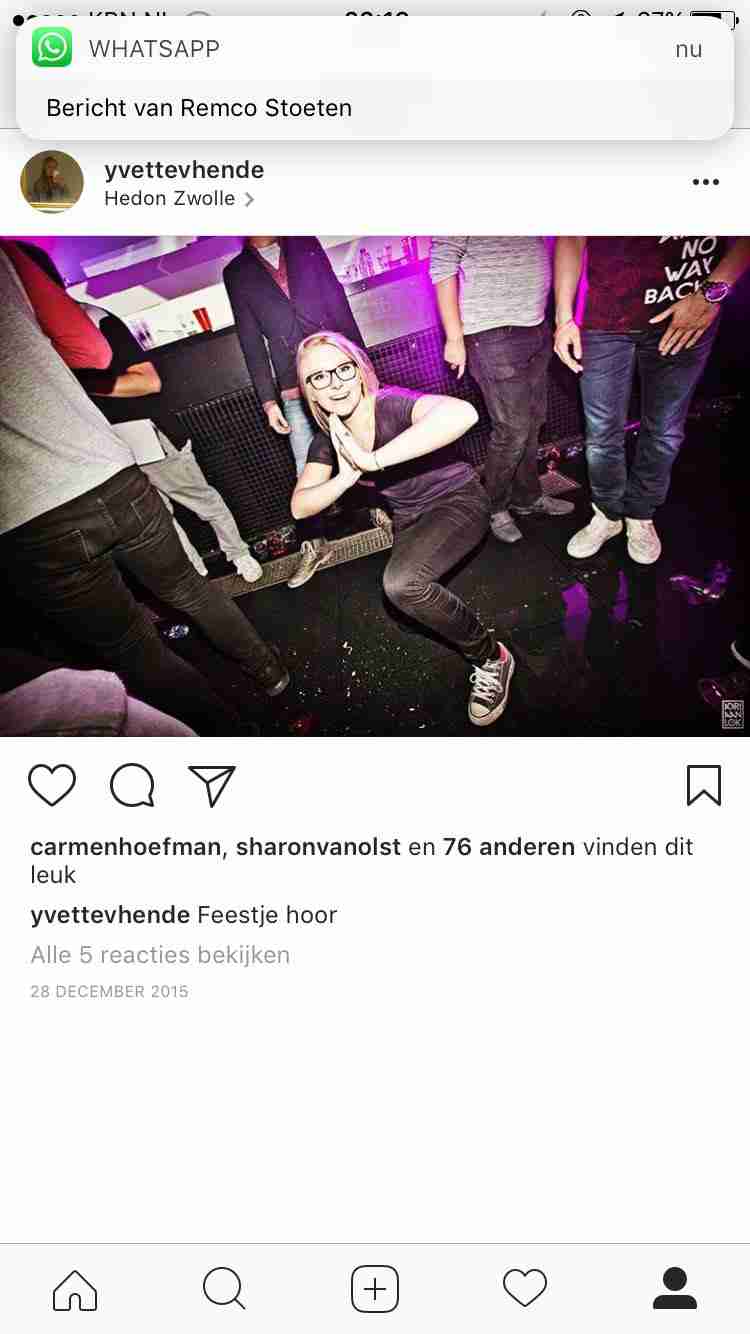 WHATSAPP nu
Bericht van Remco Stoeten
yvettevhende
Hedon Zwolle
NO
WAY
BACK
carmenhoefman, sharonvanolst en 76 anderen vinden dit
leuk
yvettevhende Feestje hoor
Alle 5 reacties bekijken
28 DECEMBER 2015